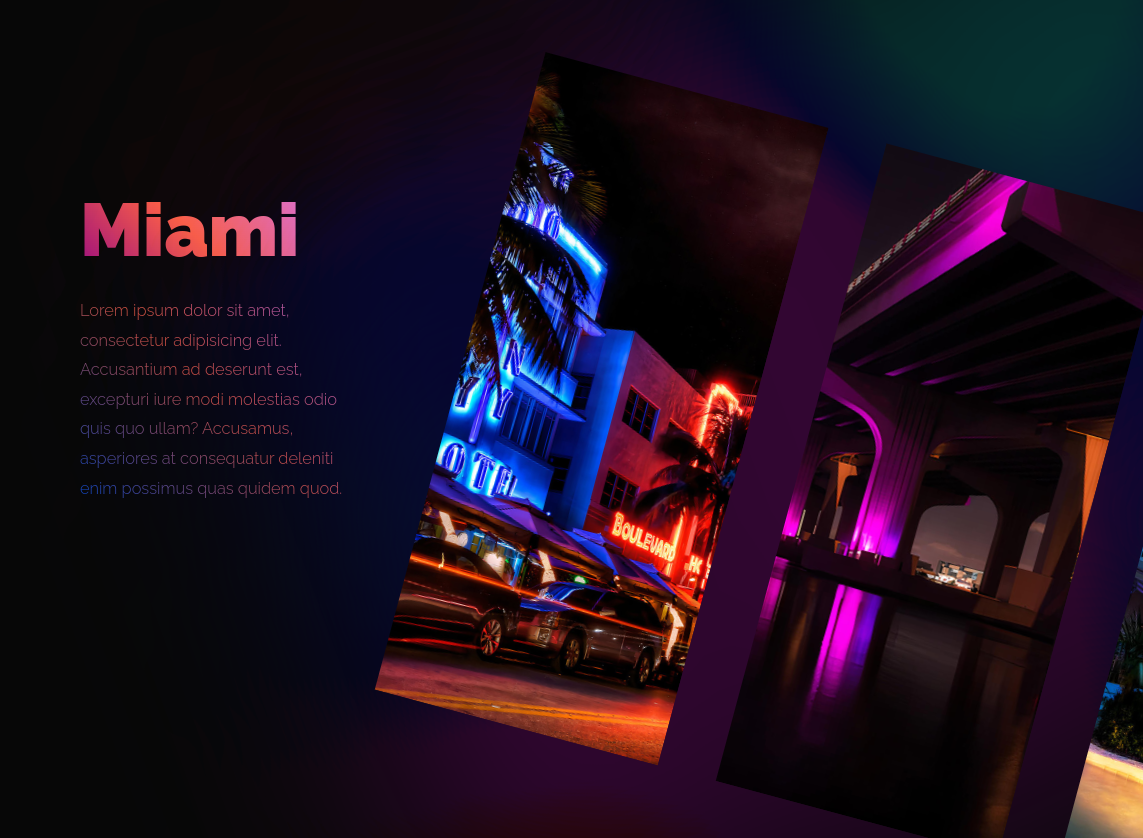 Miami
Lorem ipsum dolor sit amet,
consectetur adipisicing elit.
Accusantium ad deserunt est,
excepturi iure modi molestias odio
quis quo ullam? Accusamus,
asperiores at consequatur deleniti
enim possimus quas quidem quod.
N
Y Y
OTE
BOULEVARD